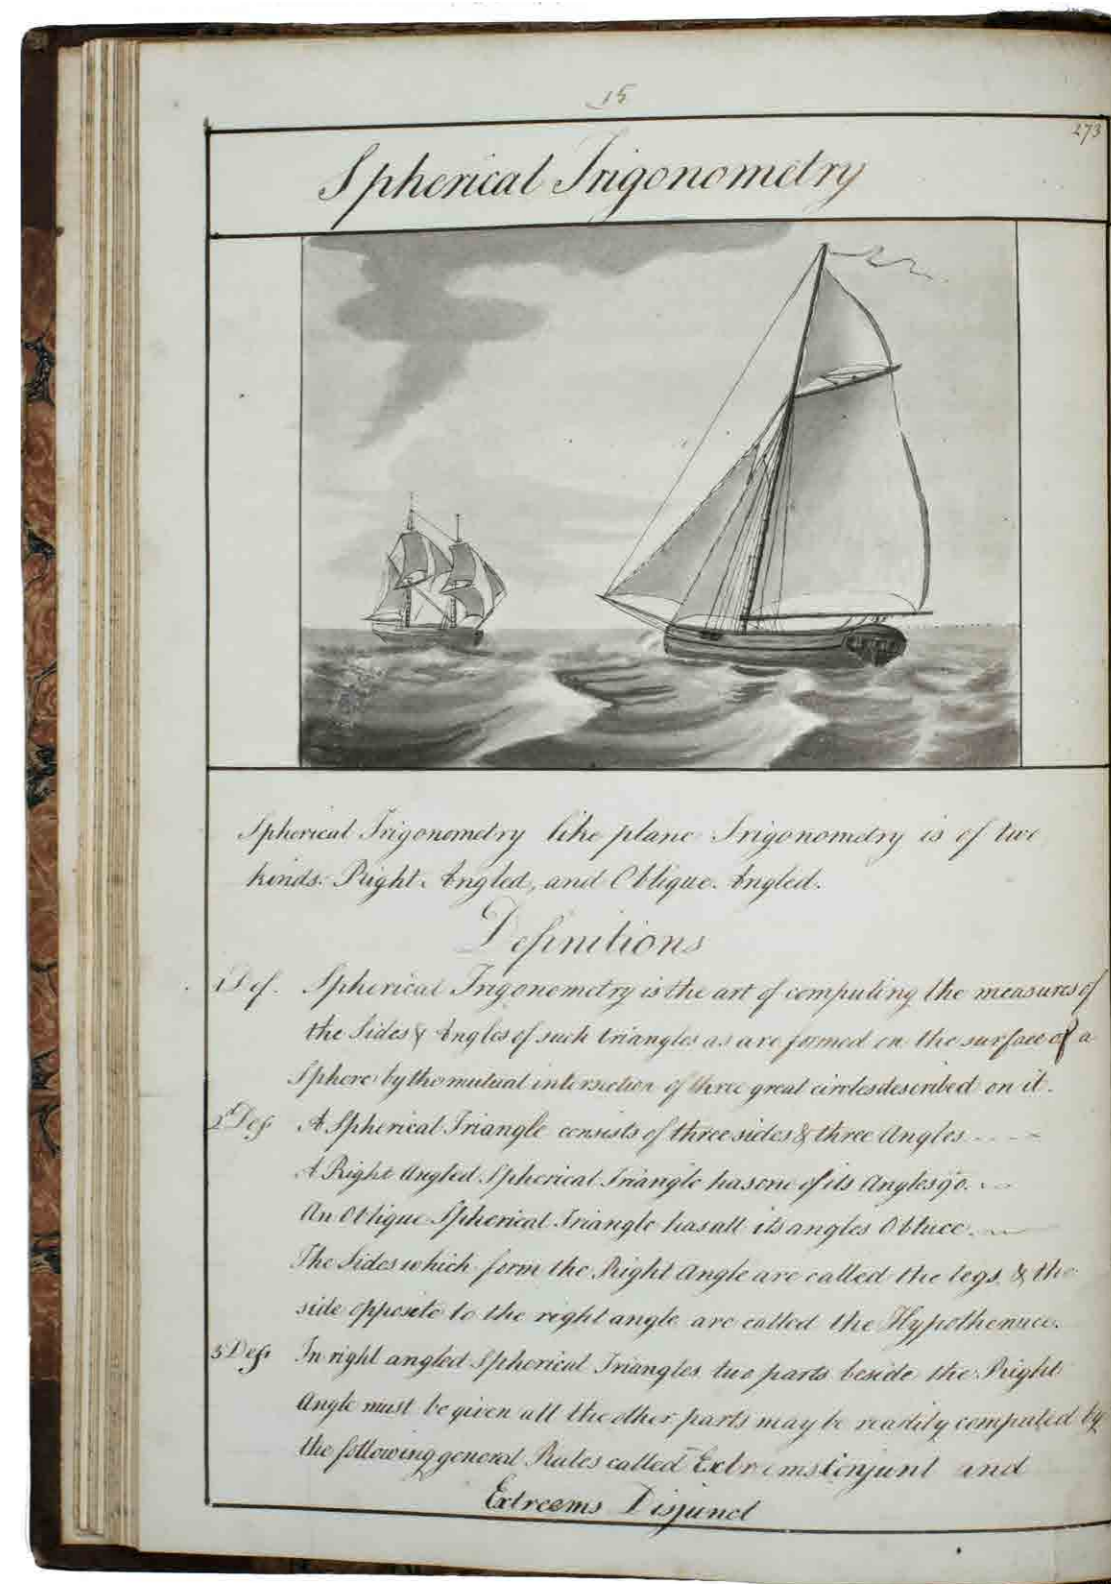 15
273
Spherical Trigonometry
Spherical Trigonometry like plane Trigonometry is of two
kinds. Right Angled, and Oblique Angled.
Definitions
1 Def. Spherical Trigonometry is the art of computing the measures of
the Sides & Angles of such triangles as are formed on the surface of a
Sphere by the mutual intersection of three great circles described on it.
2 Def A Spherical Triangle consists of three sides & three Angles
A Right Angled Spherical Triangle has one of its Angles 90.
An Oblique Spherical Triangle has all its angles Obtuce.
The Sides which form the Right Angle are called the legs, & the
side opposite to the right angle are called the Hypothenuce.
3 Def In right angled Spherical Triangles two parts beside the Right
Angle must be given all the other parts may be readily computed by
the following general Rules called Extremes Conjunt and
Extreems Disjunct